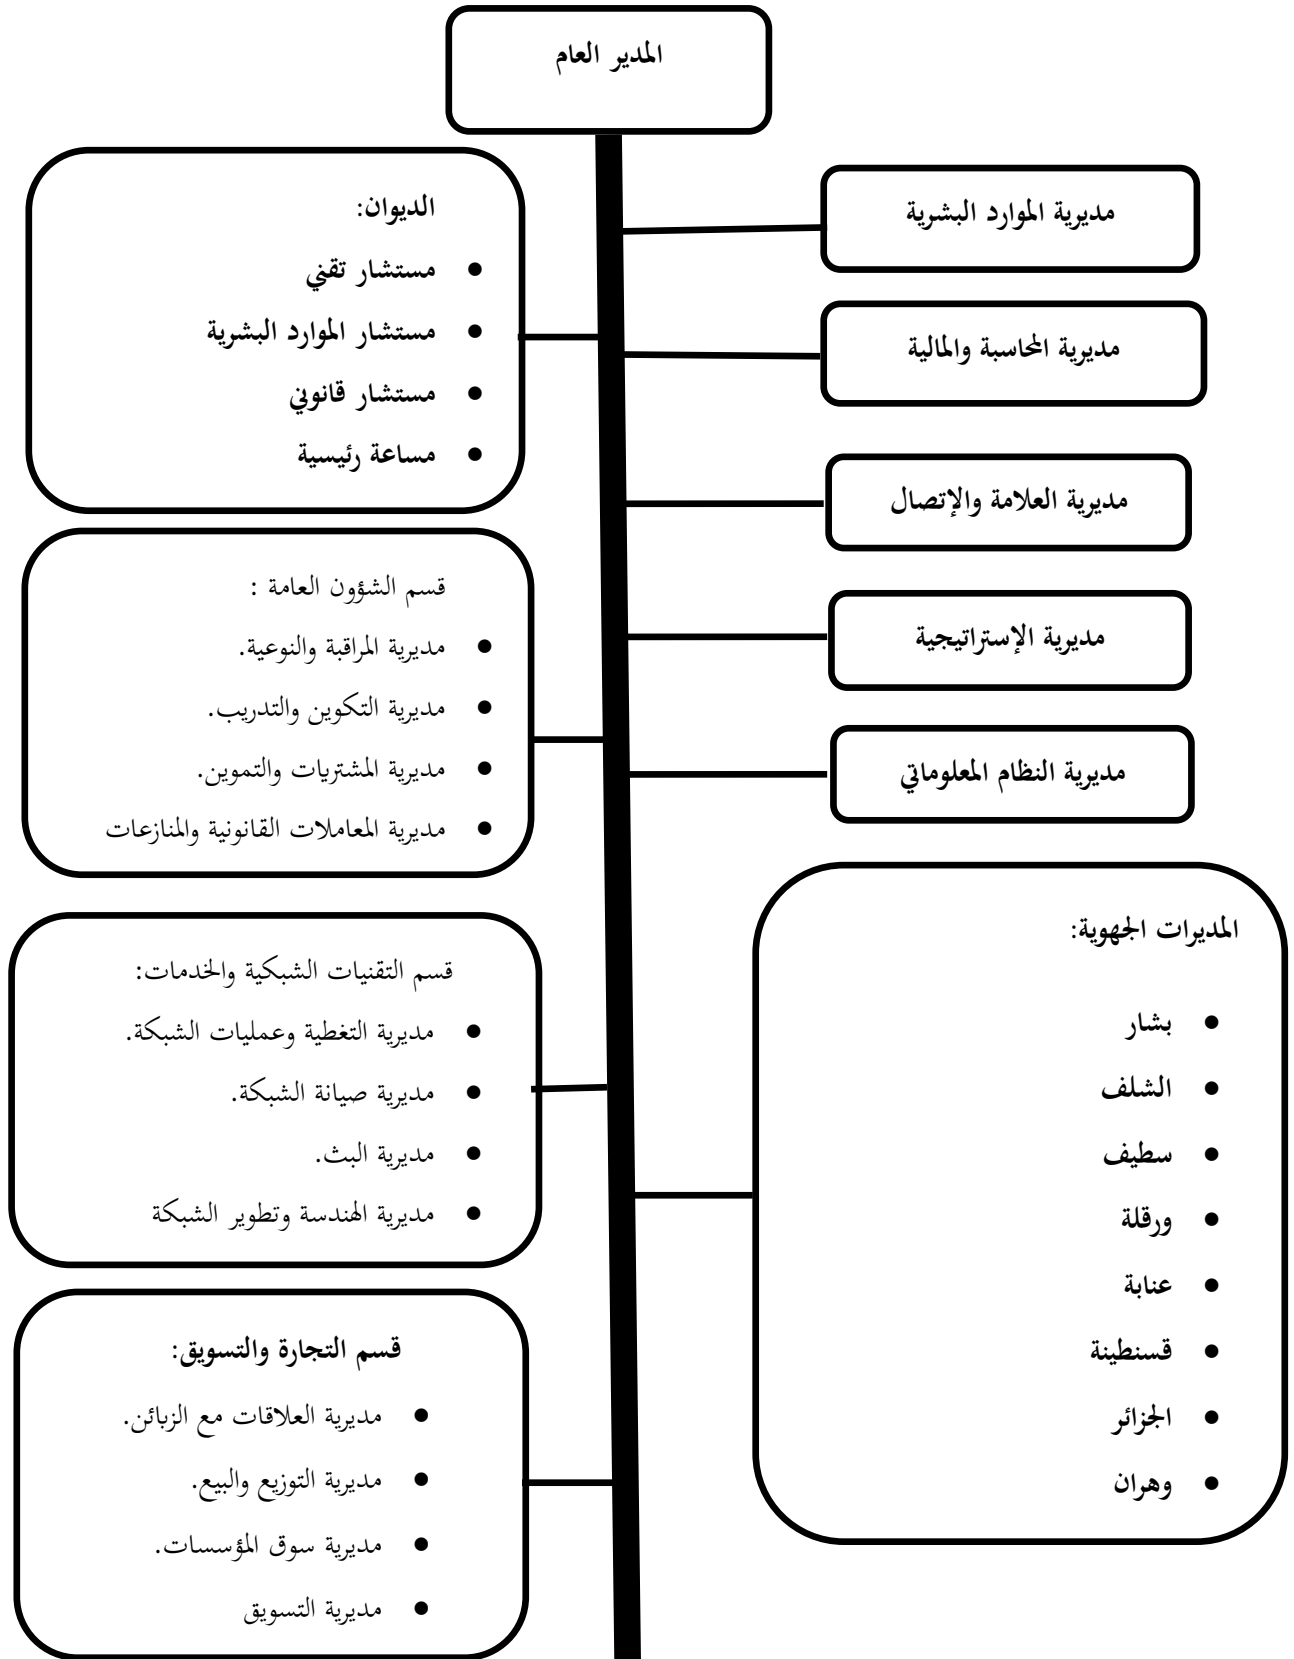 المدير العام
مديرية الموارد البشرية
مديرية المحاسبة والمالية
مديرية العلامة والإتصال
مديرية الإستراتيجية
مديرية النظام المعلوماتي
المديرات الجهوية:
• بشار
• الشلف
• سطيف
• ورقلة
• عنابة
• قسنطينة
• الجزائر
• وهران
الديوان:
• مستشار تقني
• مستشار الموارد البشرية
• مستشار قانوني
• مساعة رئيسية
قسم الشؤون العامة :
• مديرية المراقبة والنوعية.
• مديرية التكوين والتدريب.
• مديرية المشتريات والتموين.
• مديرية المعاملات القانونية والمنازعات
قسم التقنيات الشبكية والخدمات:
• مديرية التغطية وعمليات الشبكة.
• مديرية صيانة الشبكة.
• مديرية البث.
• مديرية الهندسة وتطوير الشبكة
قسم التجارة والتسويق:
• مديرية العلاقات مع الزبائن.
• مديرية التوزيع والبيع.
• مديرية سوق المؤسسات.
• مديرية التسويق